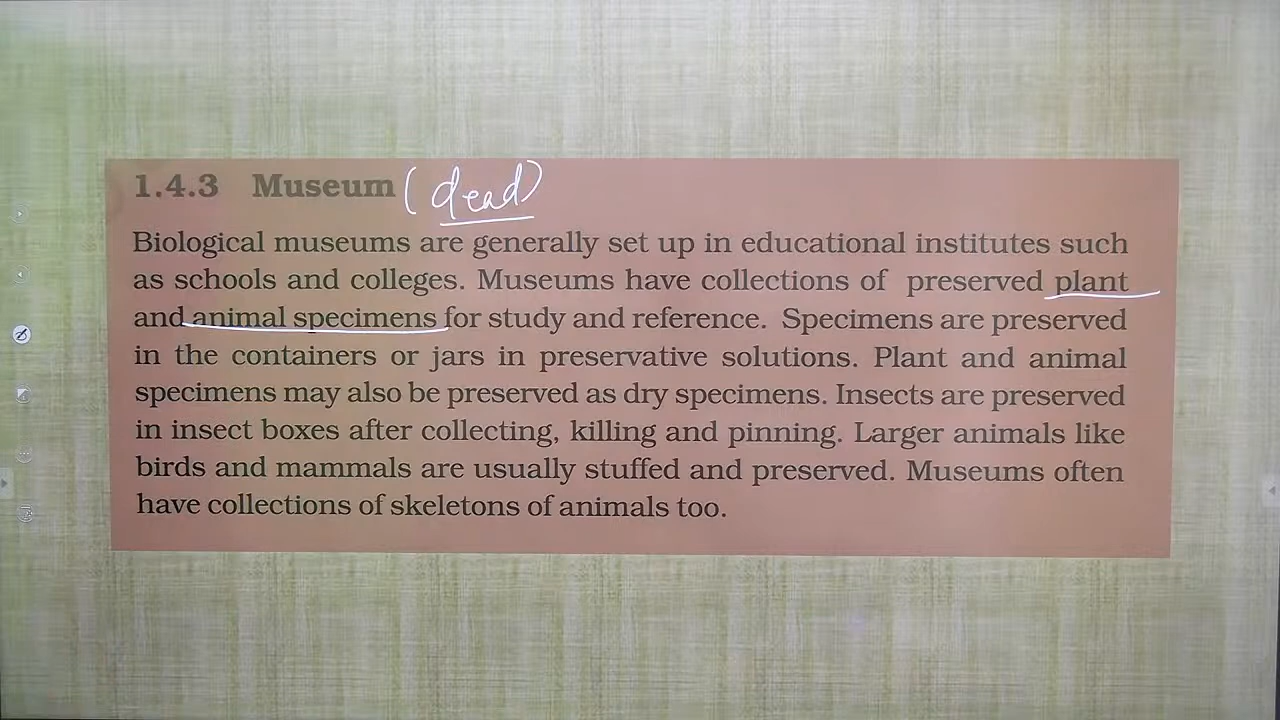 1.4.3 Museum (dead)
Biological museums are generally set up in educational institutes such
as schools and colleges. Museums have collections of preserved plant
and animal specimens for study and reference. Specimens are preserved
in the containers or jars in preservative solutions. Plant and animal
specimens may also be preserved as dry specimens. Insects are preserved
in insect boxes after collecting, killing and pinning. Larger animals like
birds and mammals are usually stuffed and preserved. Museums often
have collections of skeletons of animals too.